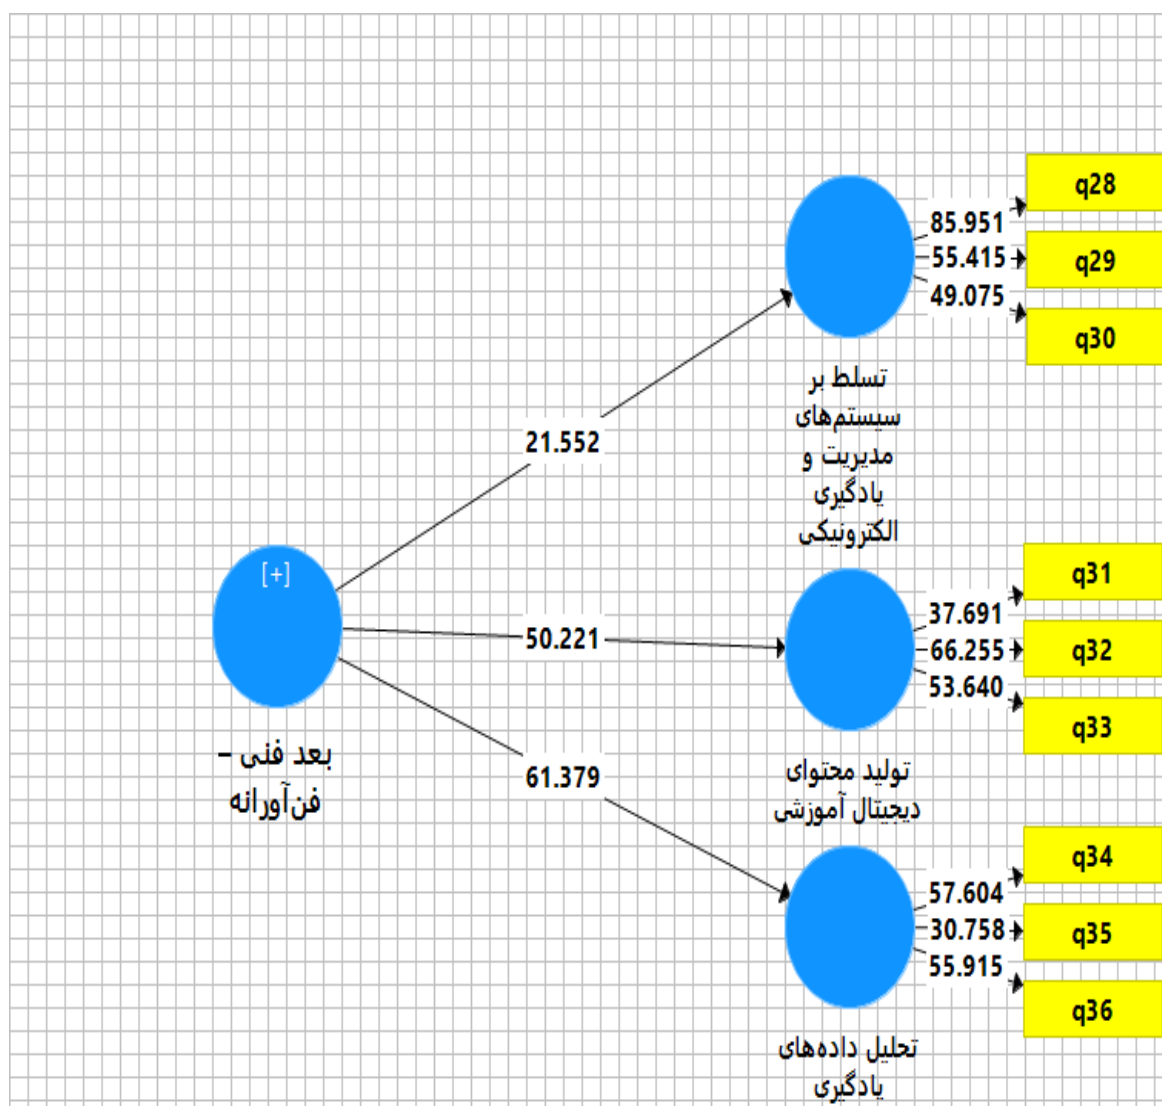 q28
85.951
55.415
q29
49.075
q30
تسلط بر
سیستم‌های
مدیریت و
یادگیری
الکترونیکی
21.552
[+]
بعد فنی –
فن‌آورانه
50.221
61.379
q31
37.691
66.255
q32
53.640
q33
تولید محتوای
دیجیتال آموزشی
q34
57.604
30.758
q35
55.915
q36
تحلیل داده‌های
یادگیری